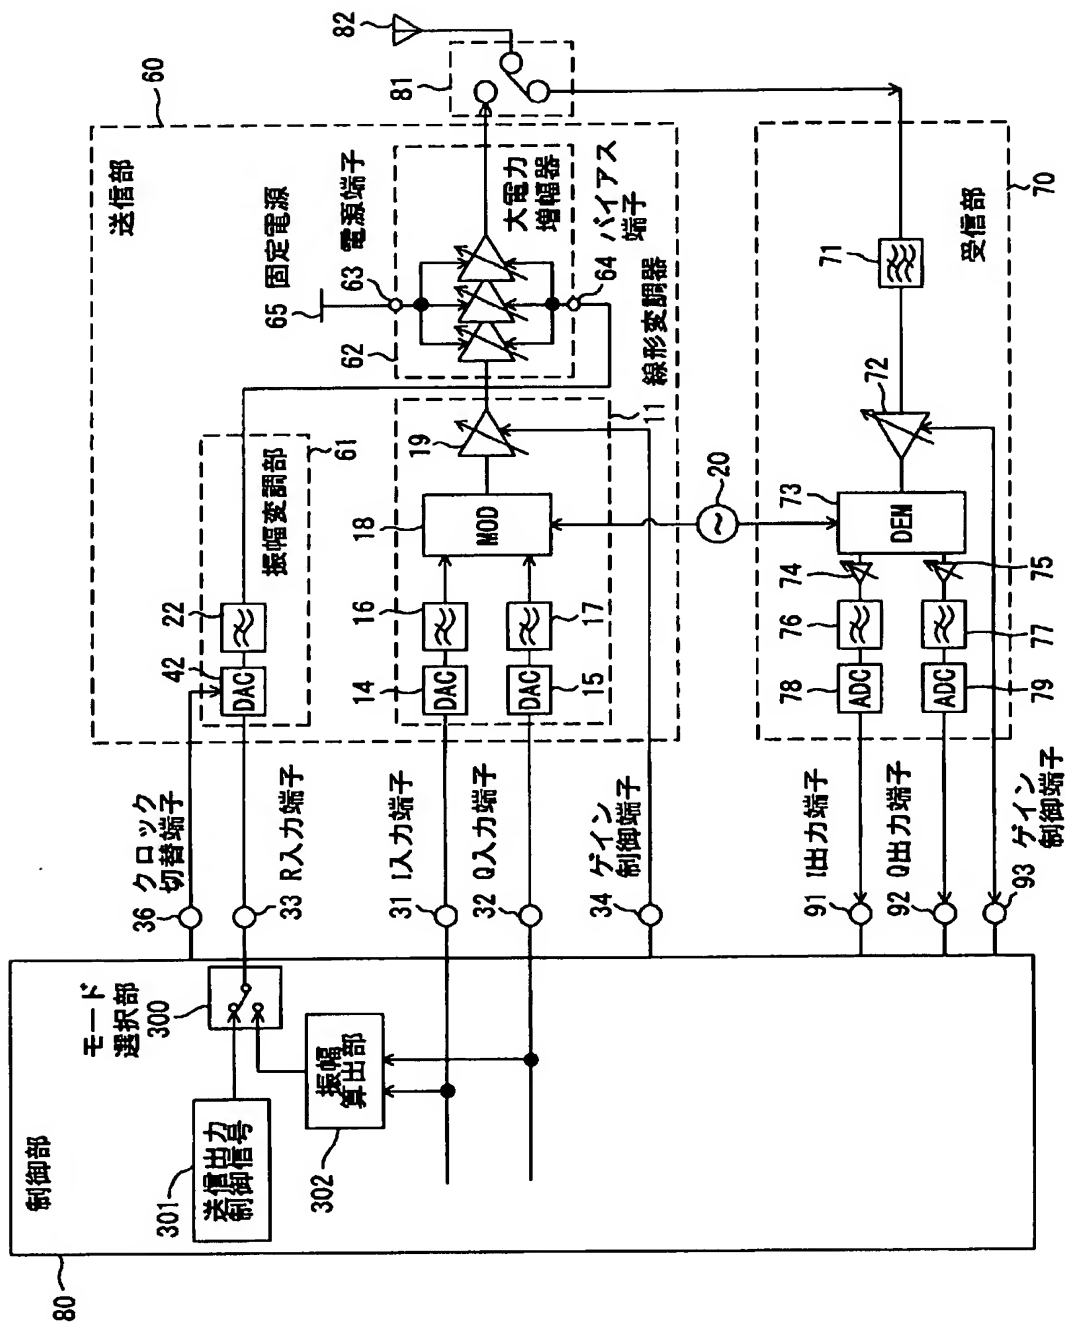 80
制御部
301
送信出力
制御信号
302
振幅
算出部
モード
選択部
300
36 クロック
切替端子
33 R入力端子
31 I入力端子
32 Q入力端子
34 ゲイン
制御端子
91 I出力端子
92 Q出力端子
93 ゲイン
制御端子
60
送信部
42
22
DAC
振幅変調部
61
14
16
DAC
DAC
15
17
18
MOD
19
11 線形変調器
62
65 固定電源
63 電源端子
大電力
増幅器
64 バイアス
端子
81
82
20
70
受信部
71
72
73
DEM
74
75
76
77
78
ADC
ADC
79